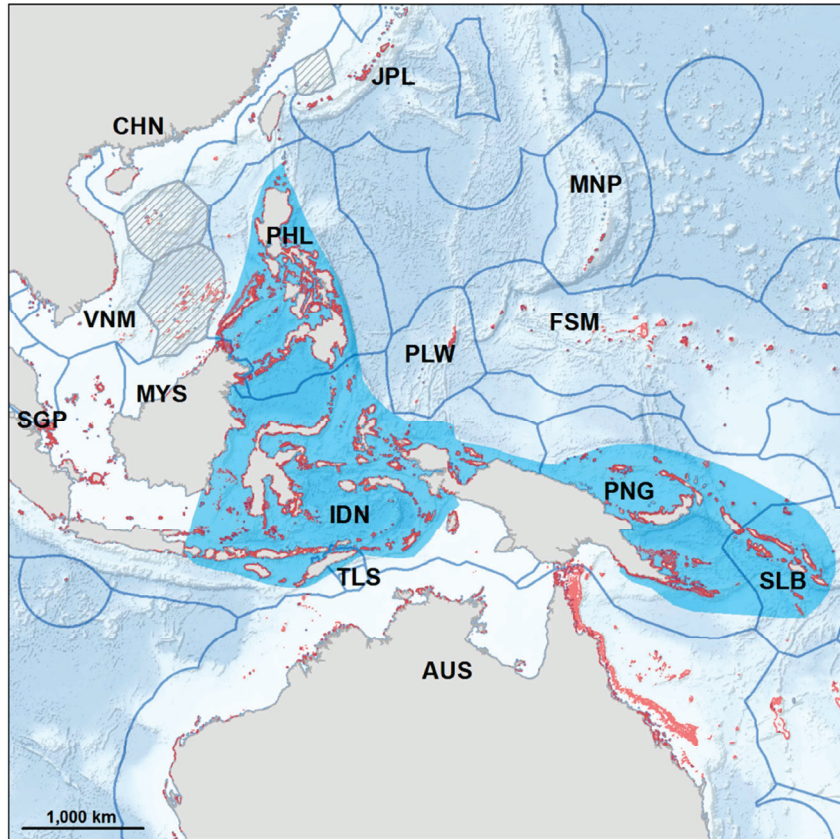 JPL
CHN
MNP
PHL
VNM
FSM
PLW
MYS
SGP
PNG
IDN
TLS
SLB
AUS
1,000 km